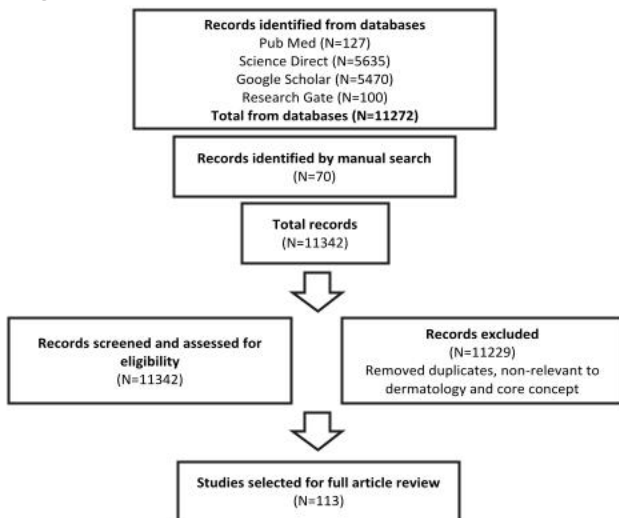 Records identified from databases
Pub Med (N=127)
Science Direct (N=5635)
Google Scholar (N=5470)
Research Gate (N=100)
Total from databases (N=11272)
Records identified by manual search
(N=70)
Total records
(N=11342)
Records screened and assessed for
eligibility
(N=11342)
Records excluded
(N=11229)
Removed duplicates, non-relevant to
dermatology and core concept
Studies selected for full article review
(N=113)